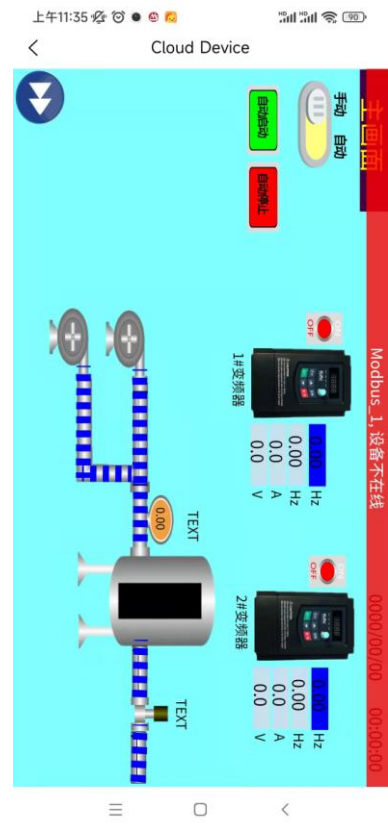 上午11:35
90
Cloud Device
主画面
Modbus_1, 设备不在线
0000/00/00 00:00:00
手动 自动
自动启动
自动停止
ON
OFF
1#变频器
0.00 Hz
0.00 Hz
0.0 A
0.0 V
ON
OFF
2#变频器
0.00 Hz
0.00 Hz
0.0 A
0.0 V
TEXT
0.00
TEXT